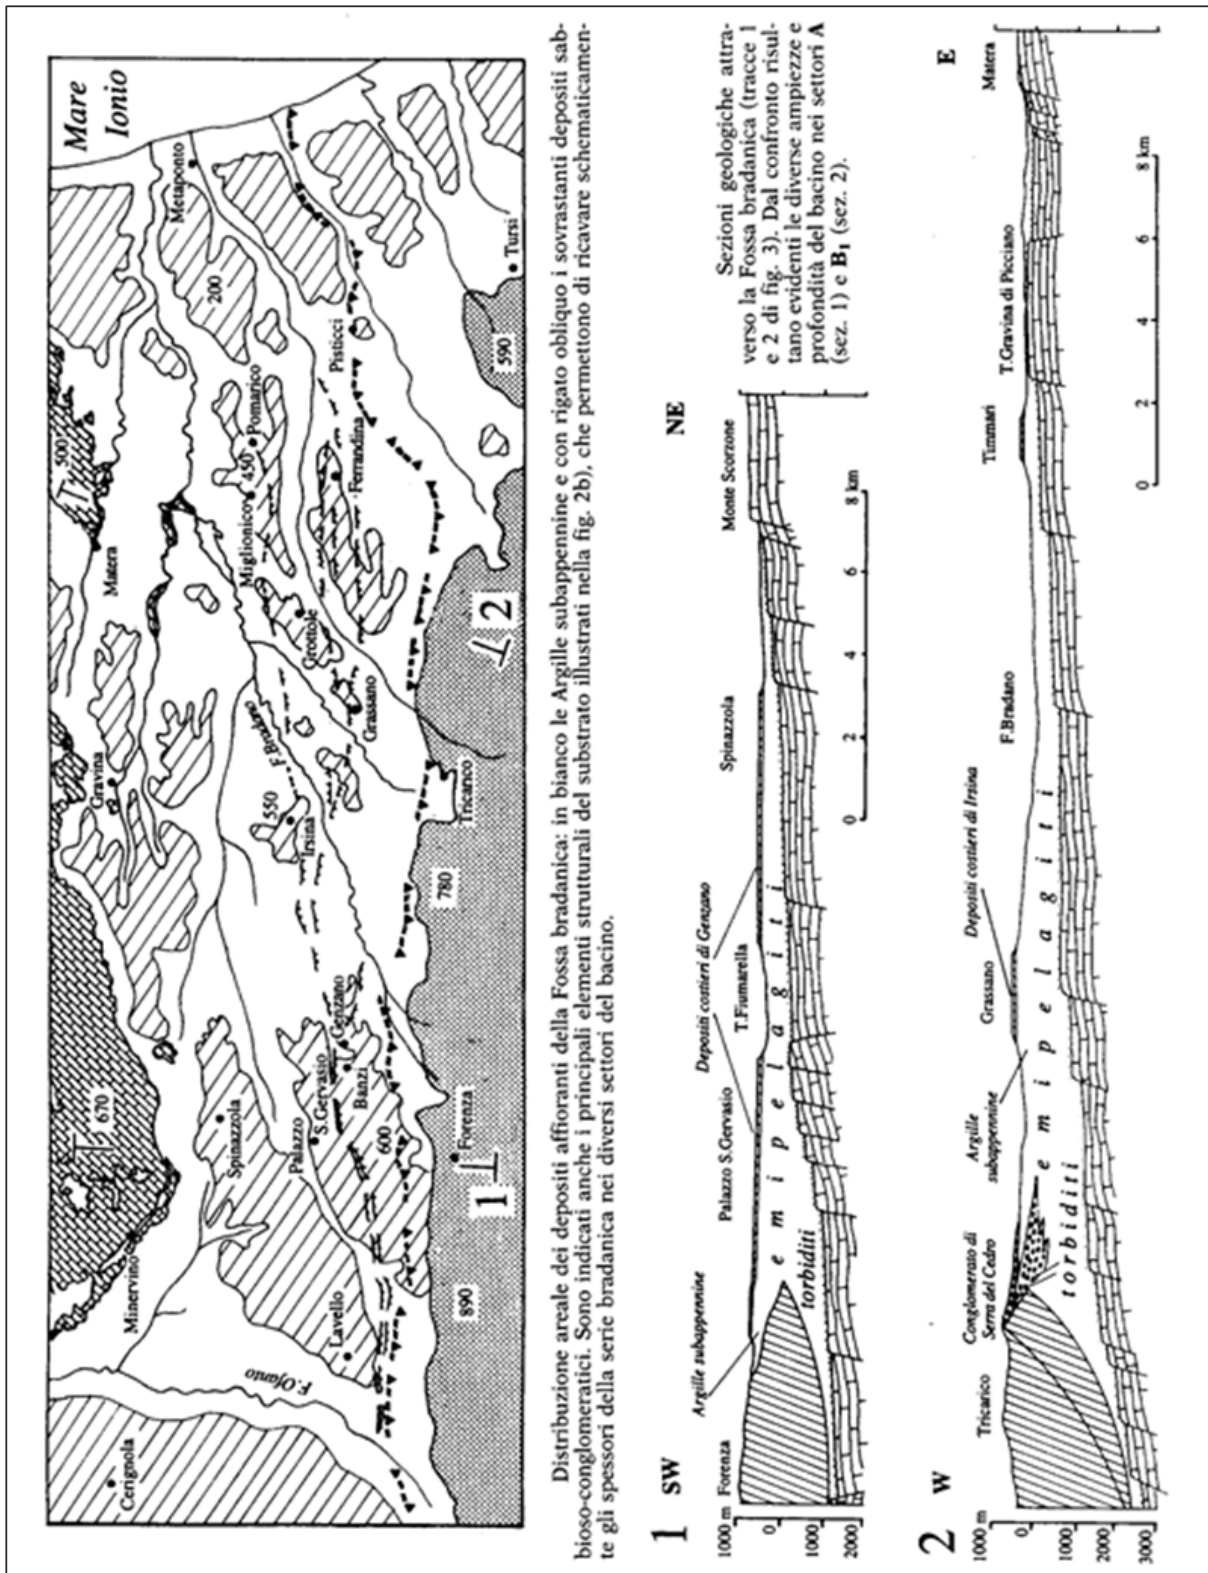 Mare
Ionio
Metaponto
200
Tursi
590
Pisticci
Pomarico
450
Miglionico
Ferrandina
500
Matera
Grottole
Grassano
2
Gravina
F.Bradano
550
Irsina
Tricarico
780
670
Spinazzola
Palazzo
S.Gervasio
Genzano
Banzi
600
Forenza
1
Minervino
Lavello
890
F.Ofanto
Cerignola
Distribuzione areale dei depositi affioranti della Fossa bradanica: in bianco le Argille subappennine e con rigato obliquo i sovrastanti depositi sab-
bioso-conglomeratici. Sono indicati anche i principali elementi strutturali del substrato illustrati nella fig. 2b), che permettono di ricavare schematicamen-
te gli spessori della serie bradanica nei diversi settori del bacino.
Sezioni geologiche attra-
verso la Fossa bradanica (tracce 1
e 2 di fig. 3). Dal confronto risul-
tano evidenti le diverse ampiezze e
profondità del bacino nei settori A
(sez. 1) e B₁ (sez. 2).
1
SW
NE
1000 m
0
1000
2000
Forenza
Argille subappennine
Palazzo S.Gervasio
Depositi costieri di Genzano
T.Fiumarella
Spinazzola
Monte Scorzone
emipelagiti
torbiditi
0 2 4 6 8 km
2
W
E
1000 m
0
1000
2000
3000
Tricarico
Conglomerato di
Serra del Cedro
Argille
subappennine
Grassano
Depositi costieri di Irsina
F.Bradano
Timmari
T.Gravina di Picciano
Matera
emipelagiti
torbiditi
0 2 4 6 8 km